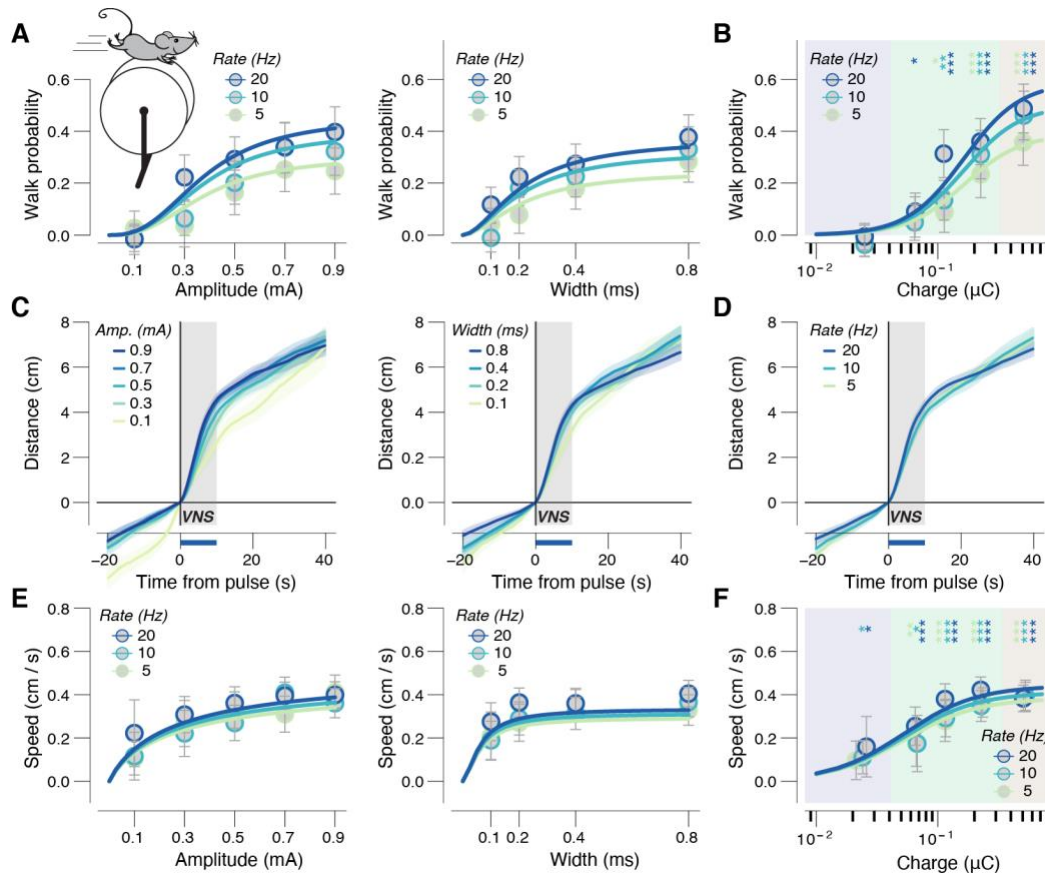 A
Rate (Hz)
20
10
5
Walk probability
0.6
0.4
0.2
0.0
0.1 0.3 0.5 0.7 0.9
Amplitude (mA)
Rate (Hz)
20
10
5
Walk probability
0.6
0.4
0.2
0.0
0.1 0.2 0.4 0.8
Width (ms)
B
Rate (Hz)
20
10
5
Walk probability
0.6
0.4
0.2
0.0
10−2 10−1
Charge (μC)
C
Amp. (mA)
0.9
0.7
0.5
0.3
0.1
Distance (cm)
8
6
4
2
0
VNS
−20 0 20 40
Time from pulse (s)
Width (ms)
0.8
0.4
0.2
0.1
Distance (cm)
8
6
4
2
0
VNS
−20 0 20 40
Time from pulse (s)
D
Rate (Hz)
20
10
5
Distance (cm)
8
6
4
2
0
VNS
−20 0 20 40
Time from pulse (s)
E
Rate (Hz)
20
10
5
Speed (cm / s)
0.8
0.6
0.4
0.2
0.0
0.1 0.3 0.5 0.7 0.9
Amplitude (mA)
Rate (Hz)
20
10
5
Speed (cm / s)
0.8
0.6
0.4
0.2
0.0
0.1 0.2 0.4 0.8
Width (ms)
F
Speed (cm / s)
0.8
0.6
0.4
0.2
0.0
Rate (Hz)
20
10
5
10−2 10−1
Charge (μC)